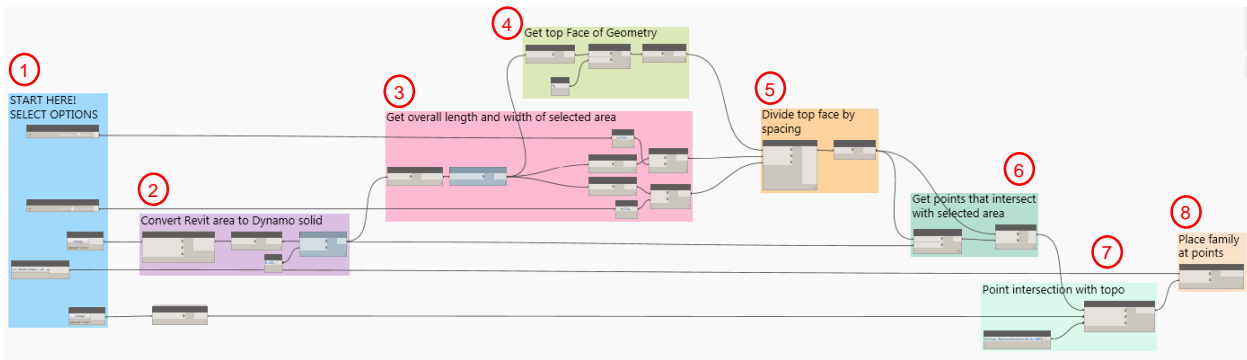 1
START HERE!
SELECT OPTIONS
2
Convert Revit area to Dynamo solid
3
Get overall length and width of selected area
4
Get top Face of Geometry
5
Divide top face by
spacing
6
Get points that intersect
with selected area
7
Point intersection with topo
8
Place family
at points